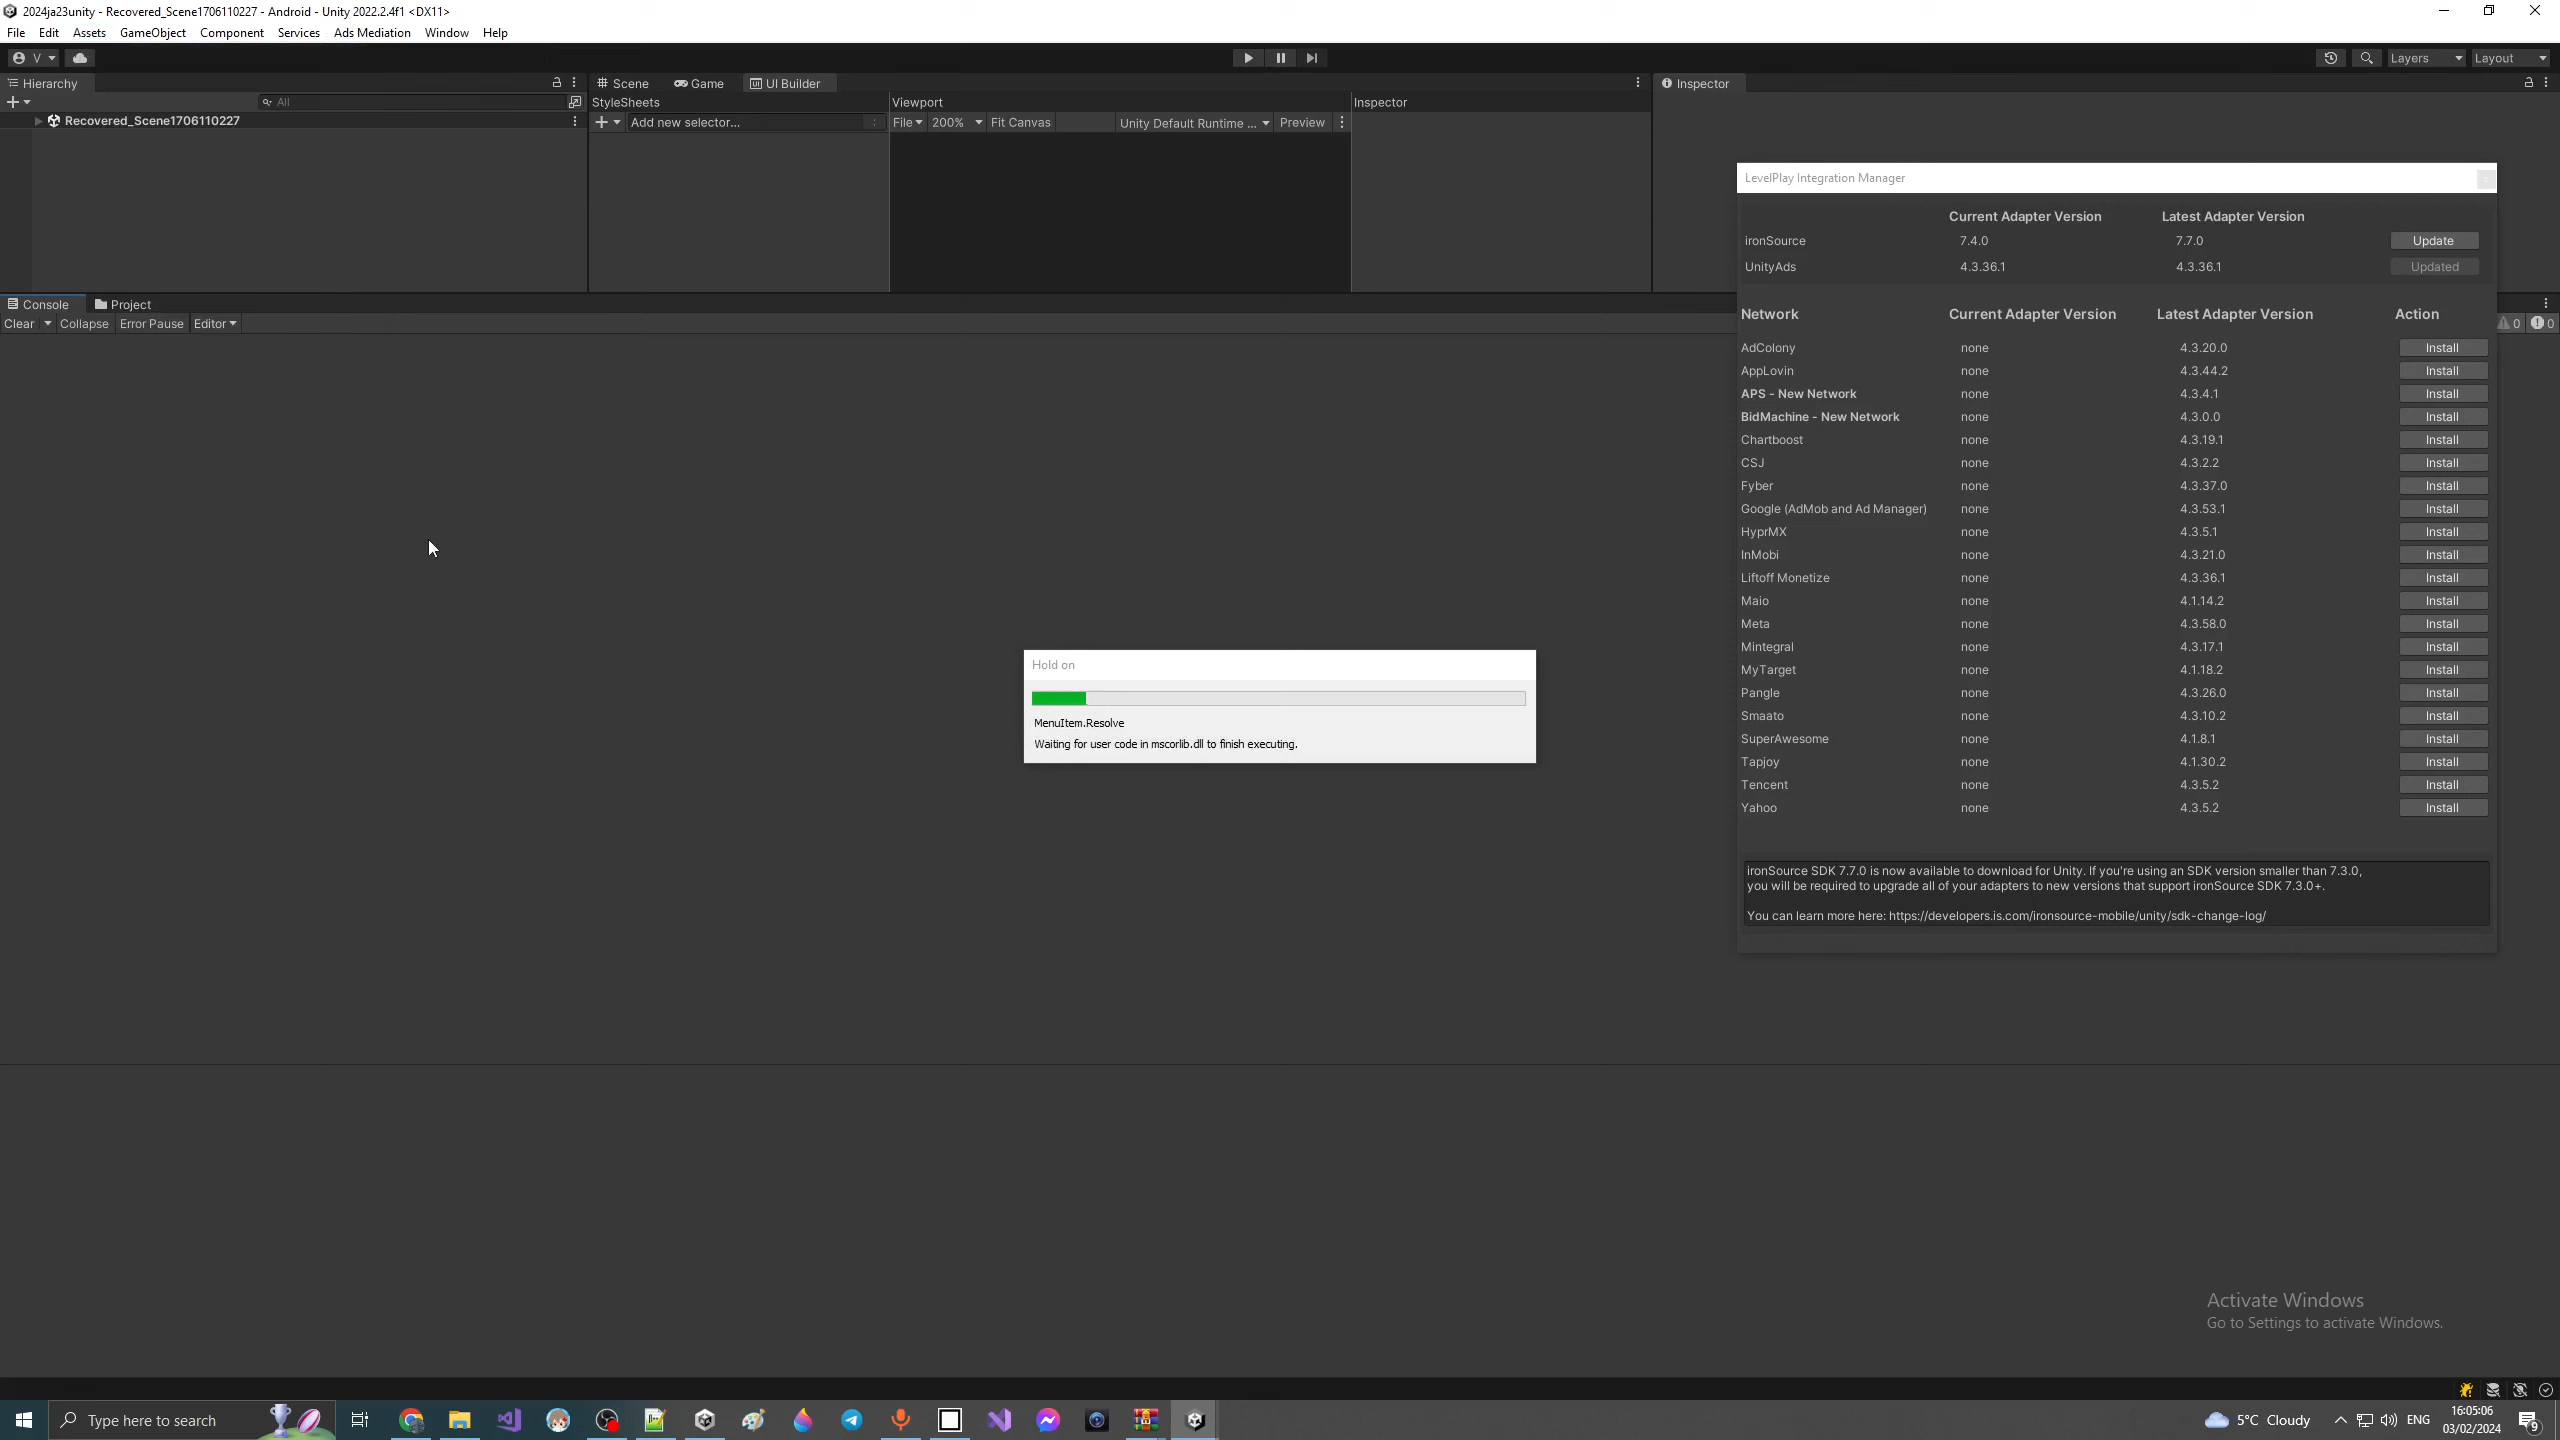 2024ja23unity - Recovered_Scene1706110227 - Android - Unity 2022.2.4f1 <DX11>
File Edit Assets GameObject Component Services Ads Mediation Window Help
V Layers Layout
Hierarchy Scene Game UI Builder Inspector
All StyleSheets Viewport Inspector
Recovered_Scene1706110227 Add new selector... File 200% Fit Canvas Unity Default Runtime ... Preview
LevelPlay Integration Manager
Current Adapter Version Latest Adapter Version
ironSource 7.4.0 7.7.0 Update
UnityAds 4.3.36.1 4.3.36.1 Updated
Console Project
Clear Collapse Error Pause Editor 0 0
Network Current Adapter Version Latest Adapter Version Action
AdColony none 4.3.20.0 Install
AppLovin none 4.3.44.2 Install
APS - New Network none 4.3.4.1 Install
BidMachine - New Network none 4.3.0.0 Install
Chartboost none 4.3.19.1 Install
CSJ none 4.3.2.2 Install
Fyber none 4.3.37.0 Install
Google (AdMob and Ad Manager) none 4.3.53.1 Install
HyprMX none 4.3.5.1 Install
InMobi none 4.3.21.0 Install
Liftoff Monetize none 4.3.36.1 Install
Maio none 4.1.14.2 Install
Meta none 4.3.58.0 Install
Mintegral none 4.3.17.1 Install
MyTarget none 4.1.18.2 Install
Pangle none 4.3.26.0 Install
Smaato none 4.3.10.2 Install
SuperAwesome none 4.1.8.1 Install
Tapjoy none 4.1.30.2 Install
Tencent none 4.3.5.2 Install
Yahoo none 4.3.5.2 Install
Hold on
MenuItem.Resolve
Waiting for user code in mscorlib.dll to finish executing.
ironSource SDK 7.7.0 is now available to download for Unity. If you're using an SDK version smaller than 7.3.0,
you will be required to upgrade all of your adapters to new versions that support ironSource SDK 7.3.0+.
You can learn more here: https://developers.is.com/ironsource-mobile/unity/sdk-change-log/
Activate Windows
Go to Settings to activate Windows.
Type here to search 5°C Cloudy ENG 16:05:06
03/02/2024 9